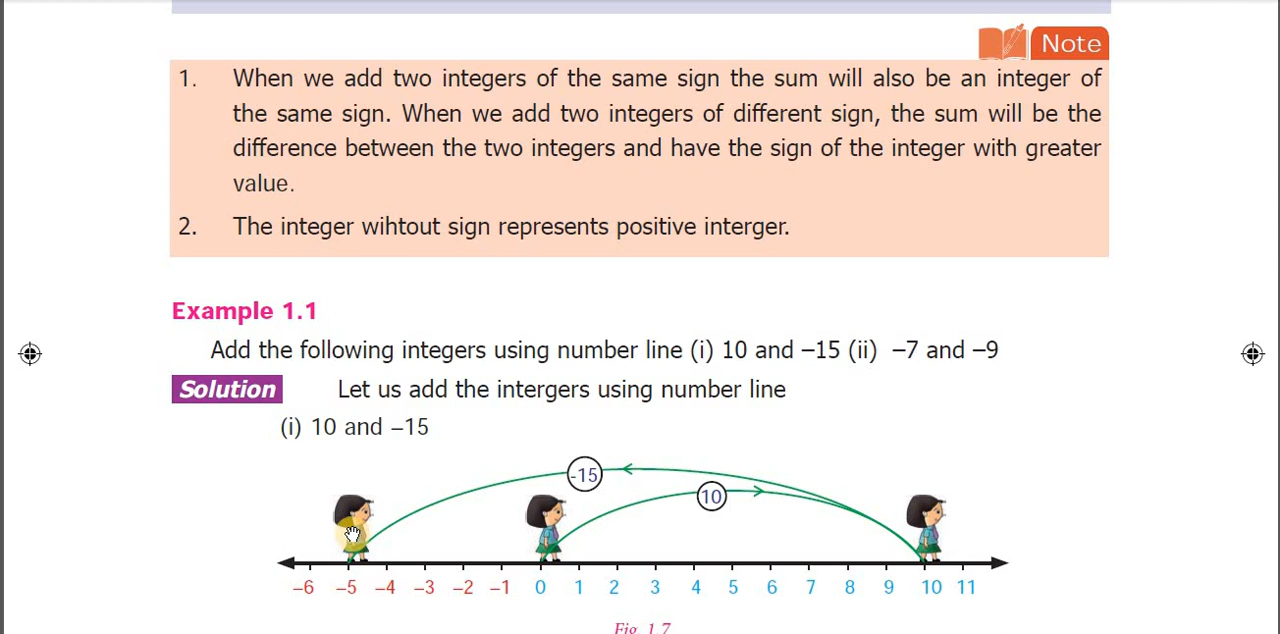 Note
1. When we add two integers of the same sign the sum will also be an integer of
the same sign. When we add two integers of different sign, the sum will be the
difference between the two integers and have the sign of the integer with greater
value.
2. The integer wihtout sign represents positive interger.
Example 1.1
Add the following integers using number line (i) 10 and –15 (ii) –7 and –9
Solution Let us add the intergers using number line
(i) 10 and –15
-15
10
–6 –5 –4 –3 –2 –1 0 1 2 3 4 5 6 7 8 9 10 11
Fig. 1.7